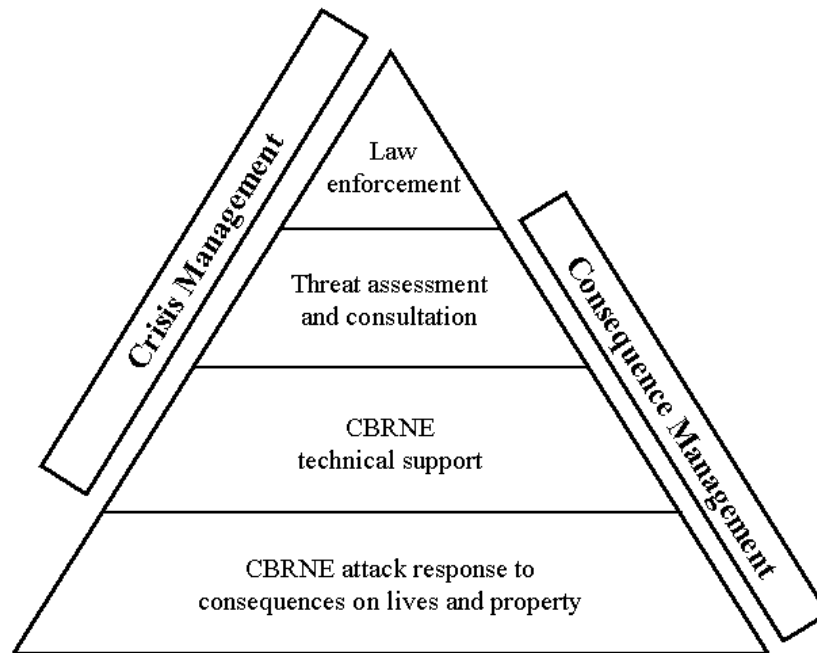 Crisis Management
Law
enforcement
Threat assessment
and consultation
CBRNE
technical support
CBRNE attack response to
consequences on lives and property
Consequence Management